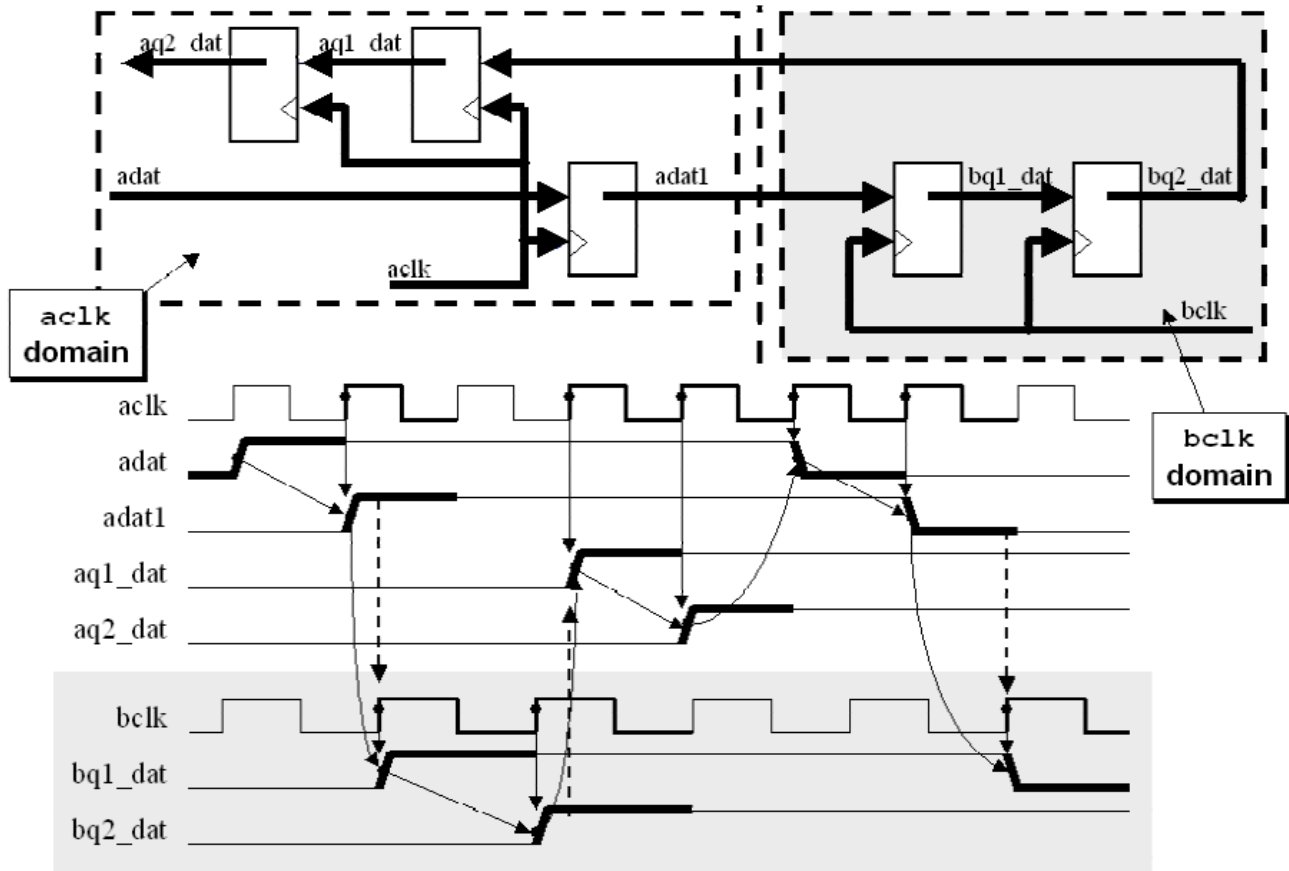 aq2_dat
aq1_dat
adat
adat1
bq1_dat
bq2_dat
aclk
bclk
aclk
domain
bclk
domain
aclk
adat
adat1
aq1_dat
aq2_dat
bclk
bq1_dat
bq2_dat